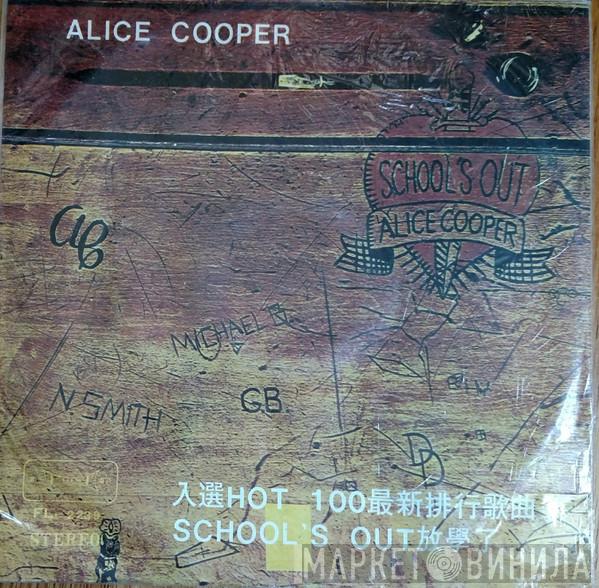 ALICE COOPER
SCHOOL'S OUT
ALICE COOPER
MICHAEL B
N. SMITH
G.B.
DD
入選HOT 100最新排行歌曲
SCHOOL'S OUT放學了
STEREO
МАРКЕТ ВИНИЛА